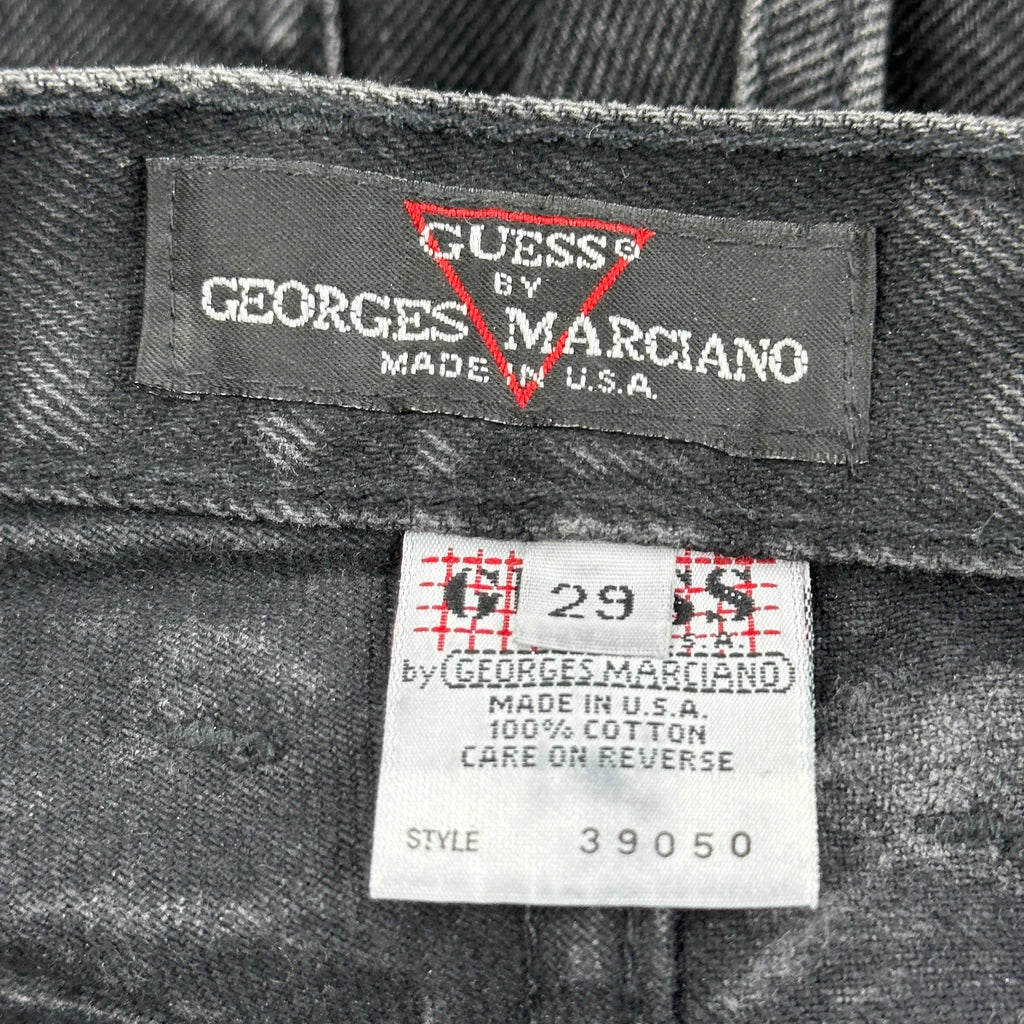 GUESS®
BY
GEORGES MARCIANO
MADE IN U.S.A.
29
by GEORGES MARCIANO
MADE IN U.S.A.
100% COTTON
CARE ON REVERSE
STYLE 39050